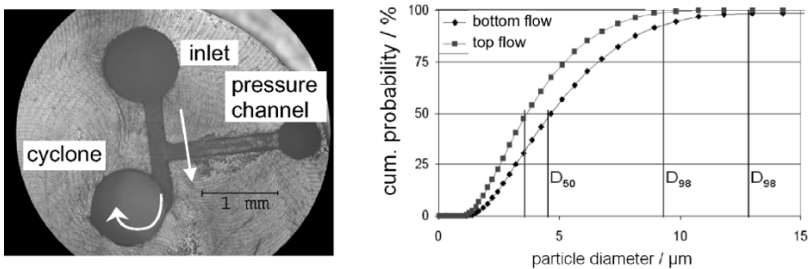 inlet
pressure
channel
cyclone
1 mm
cum. probability / %
100
75
50
25
0
bottom flow
top flow
D50
D98
D98
0
5
10
15
particle diameter / µm